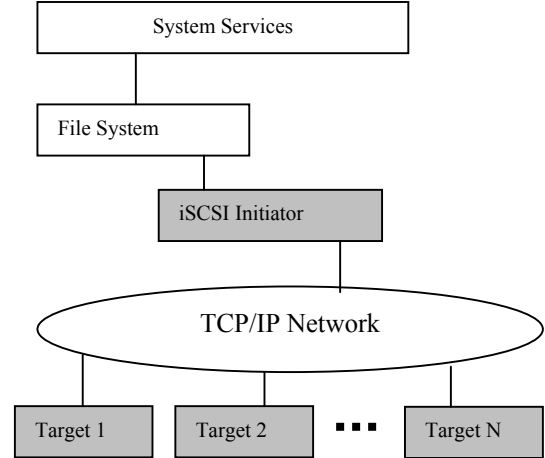 System Services
File System
iSCSI Initiator
TCP/IP Network
Target 1
Target 2
Target N